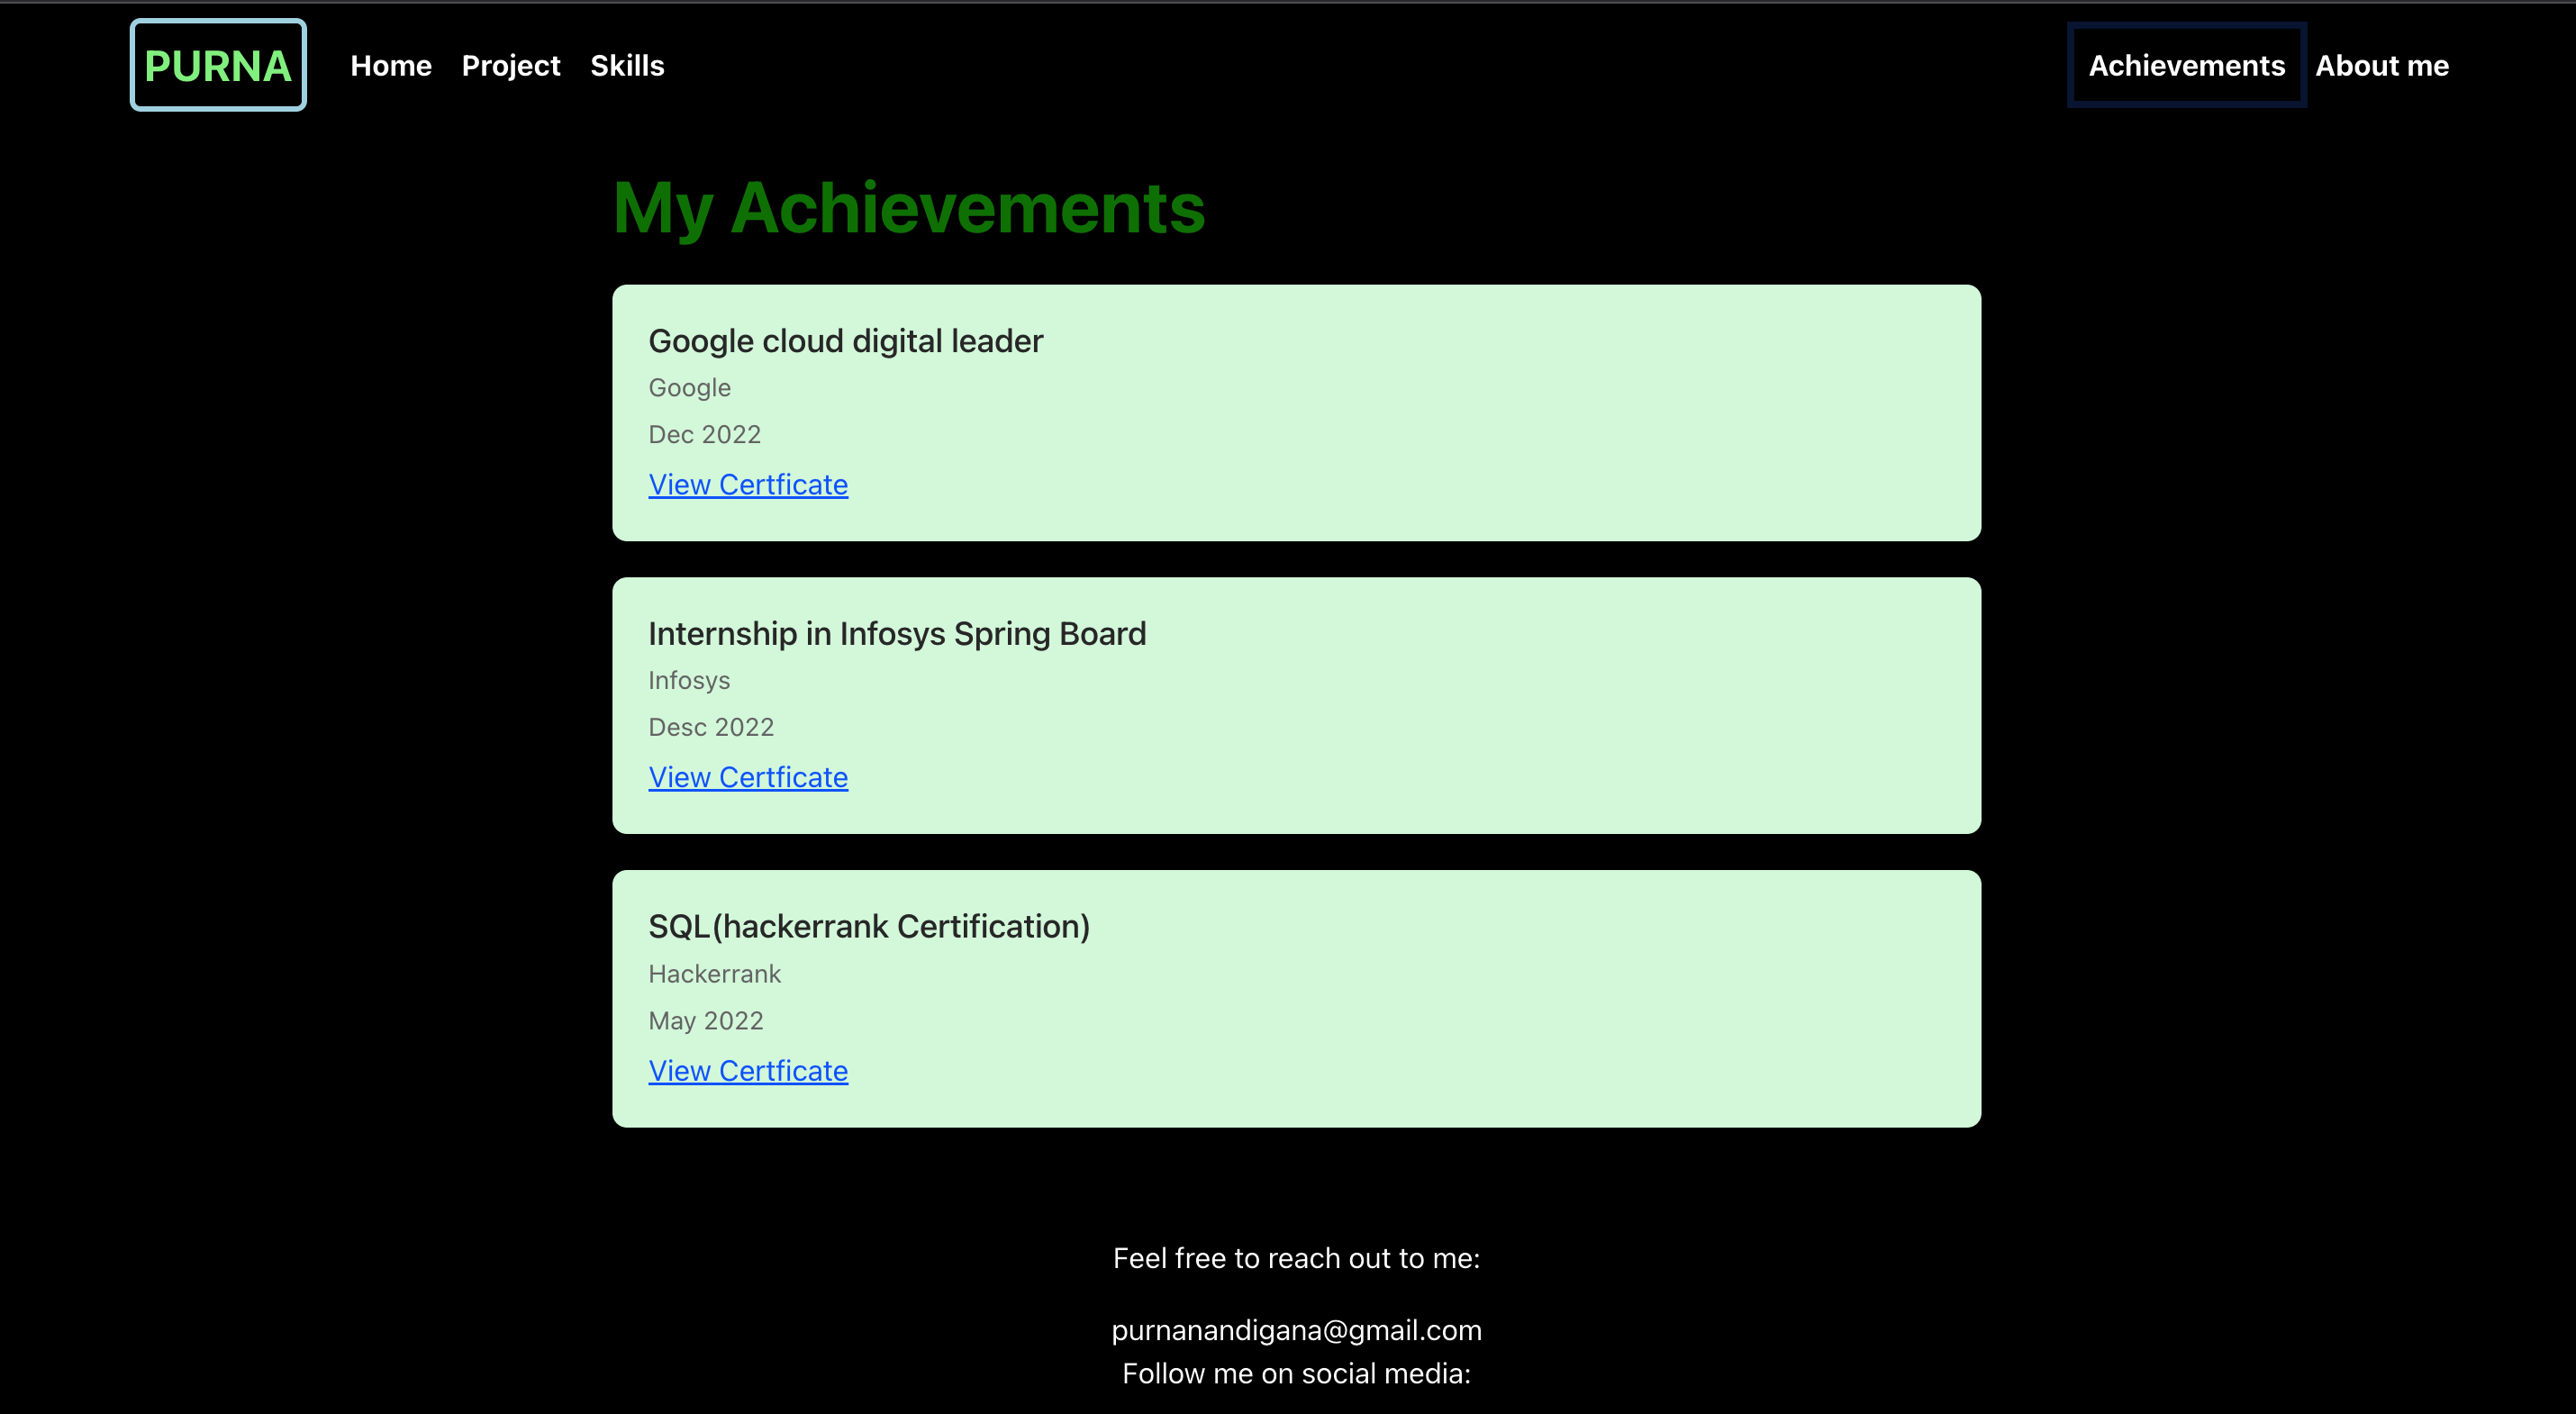 PURNA
Home Project Skills
Achievements About me
My Achievements
Google cloud digital leader
Google
Dec 2022
View Certficate
Internship in Infosys Spring Board
Infosys
Desc 2022
View Certficate
SQL(hackerrank Certification)
Hackerrank
May 2022
View Certficate
Feel free to reach out to me:
purnanandigana@gmail.com
Follow me on social media: